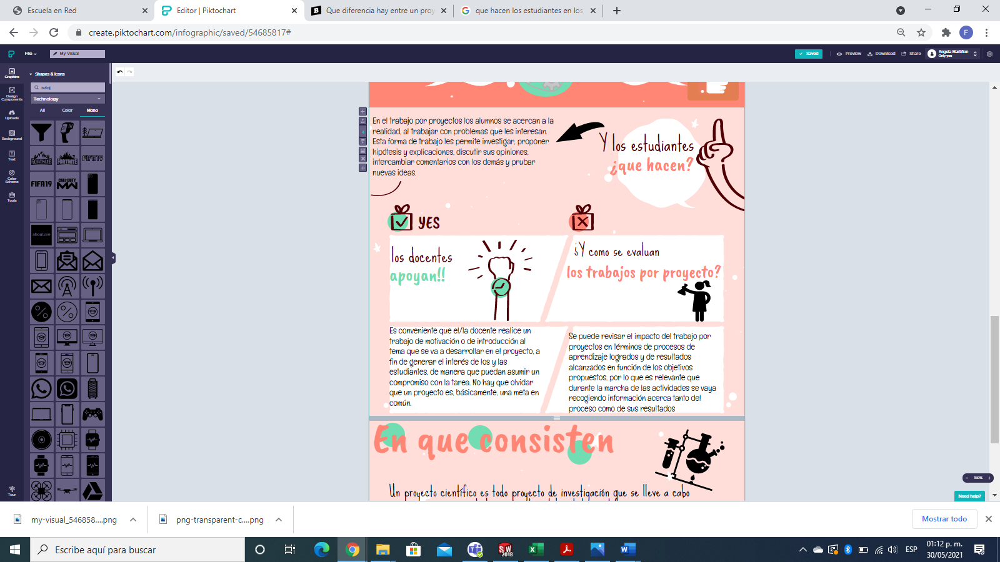 Escuela en Red
Editor | Piktochart
Que diferencia hay entre un proy
que hacen los estudiantes en los
create.piktochart.com/infographic/saved/54685817#
F
File
My Visual
Saved
Preview
Download
Share
Angela Martiñon
Only you
Graphics
Design
Components
Uploads
Background
Text
Color
Scheme
Tools
Tour
Shapes & Icons
reloj
Technology
All
Color
Mono
FORTNITE
FORTNITE
FIFA19
FIFA19
CALL·DUTY
MW
about.me
En el trabajo por proyectos los alumnos se acercan a la
realidad, al trabajar con problemas que les interesan.
Esta forma de trabajo les permite investigar, proponer
hipótesis y explicaciones, discutir sus opiniones,
intercambiar comentarios con los demás y prubar
nuevas ideas.
Y los estudiantes
¿que hacen?
YES
los docentes
apoyan!!
¿Y como se evaluan
los trabajos por proyecto?
Es conveniente que el/la docente realice un
trabajo de motivación o de introducción al
tema que se va a desarrollar en el proyecto, a
fin de generar el interés de los y las
estudiantes, de manera que puedan asumir un
compromiso con la tarea. No hay que olvidar
que un proyecto es, básicamente, una meta en
común.
Se puede revisar el impacto del trabajo por
proyectos en términos de procesos de
aprendizaje logrados y de resultados
alcanzados en función de los objetivos
propuestos, por lo que es relevante que
durante la marcha de las actividades se vaya
recogiendo información acerca tanto del
proceso como de sus resultados
En que consisten
Un proyecto científico es todo proyecto de investigación que se lleve a cabo
150%
Need help?
my-visual_546858....png
png-transparent-c....png
Mostrar todo
Escribe aquí para buscar
SW
2018
ESP
01:12 p. m.
30/05/2021